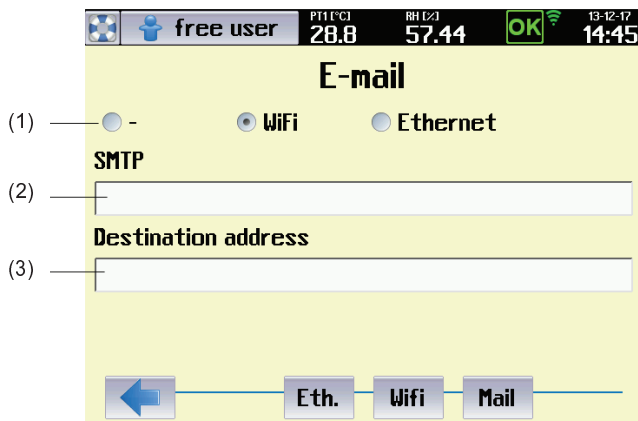 free user PT1 [°C] 28.8 RH [%] 57.44 OK 13-12-17 14:45
E-mail
(1) - WiFi Ethernet
SMTP
(2)
Destination address
(3)
Eth. Wifi Mail